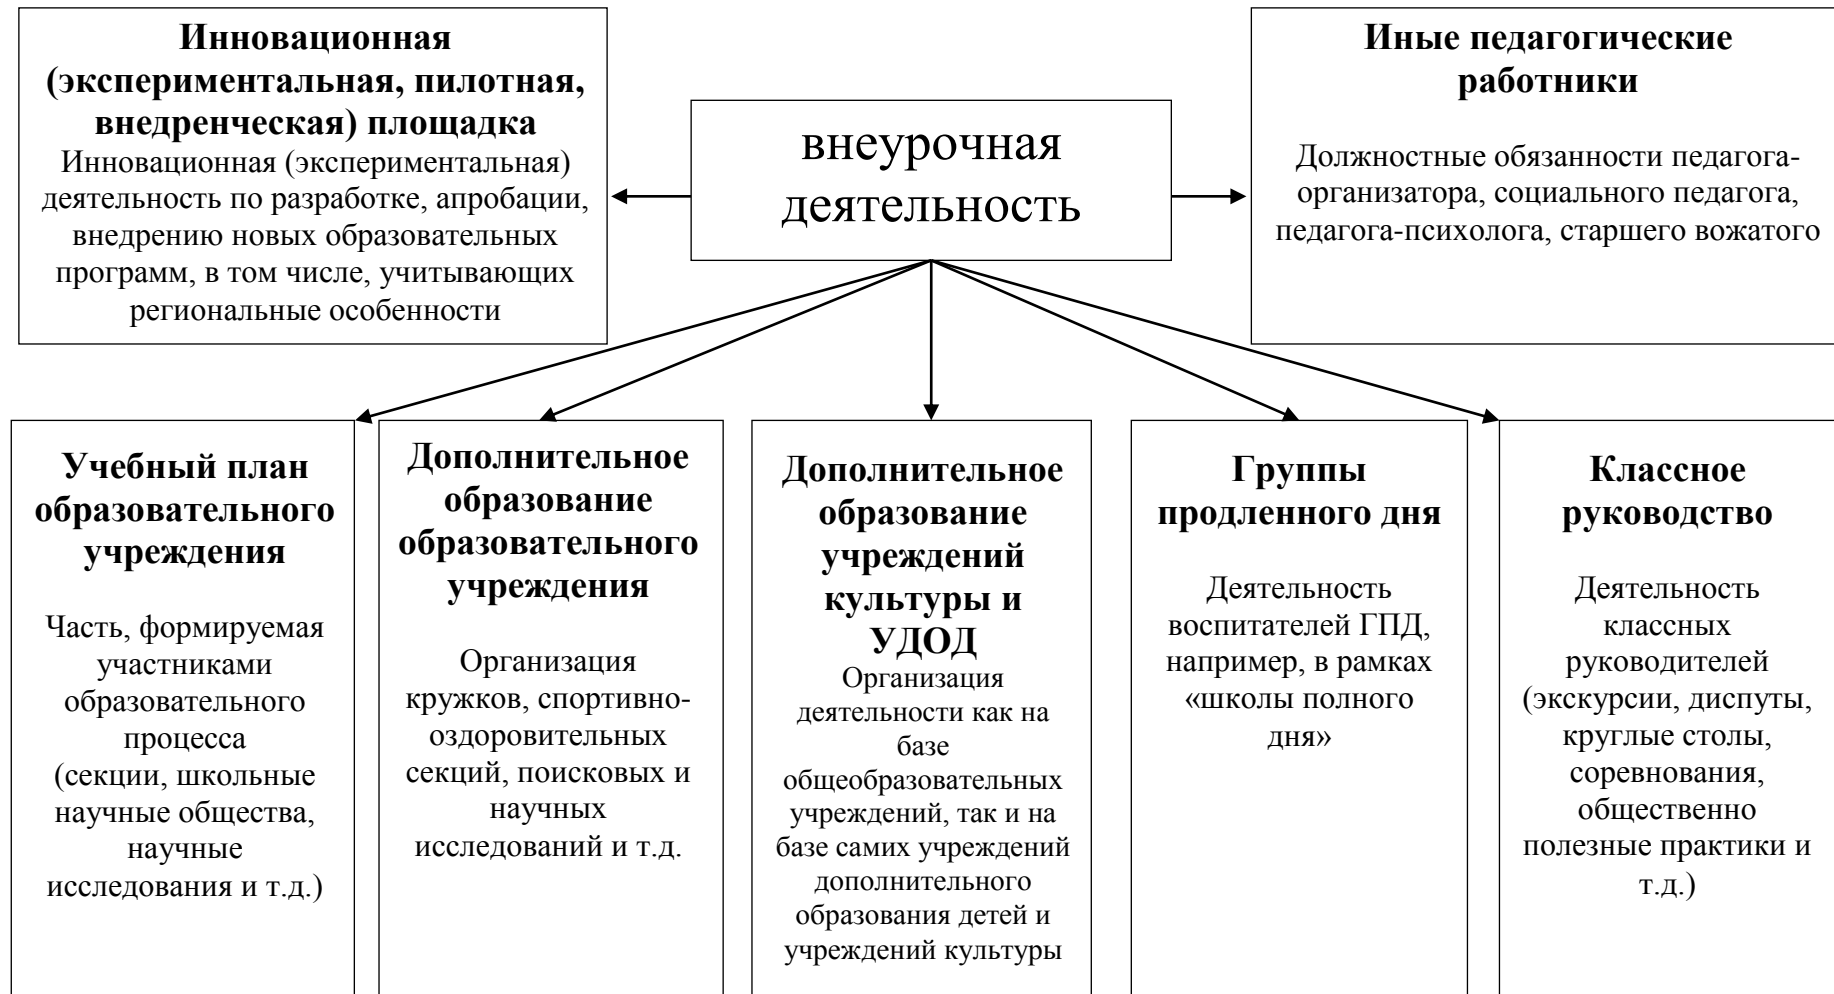 Инновационная
(экспериментальная, пилотная,
внедренческая) площадка
Инновационная (экспериментальная)
деятельность по разработке, апробации,
внедрению новых образовательных
программ, в том числе, учитывающих
региональные особенности
внеурочная
деятельность
Иные педагогические
работники
Должностные обязанности педагога-
организатора, социального педагога,
педагога-психолога, старшего вожатого
Учебный план
образовательного
учреждения
Часть, формируемая
участниками
образовательного
процесса
(секции, школьные
научные общества,
научные
исследования и т.д.)
Дополнительное
образование
образовательного
учреждения
Организация
кружков, спортивно-
оздоровительных
секций, поисковых и
научных
исследований и т.д.
Дополнительное
образование
учреждений
культуры и
УДОД
Организация
деятельности как на
базе
общеобразовательных
учреждений, так и на
базе самих учреждений
дополнительного
образования детей и
учреждений культуры
Группы
продленного дня
Деятельность
воспитателей ГПД,
например, в рамках
«школы полного
дня»
Классное
руководство
Деятельность
классных
руководителей
(экскурсии, диспуты,
круглые столы,
соревнования,
общественно
полезные практики и
т.д.)